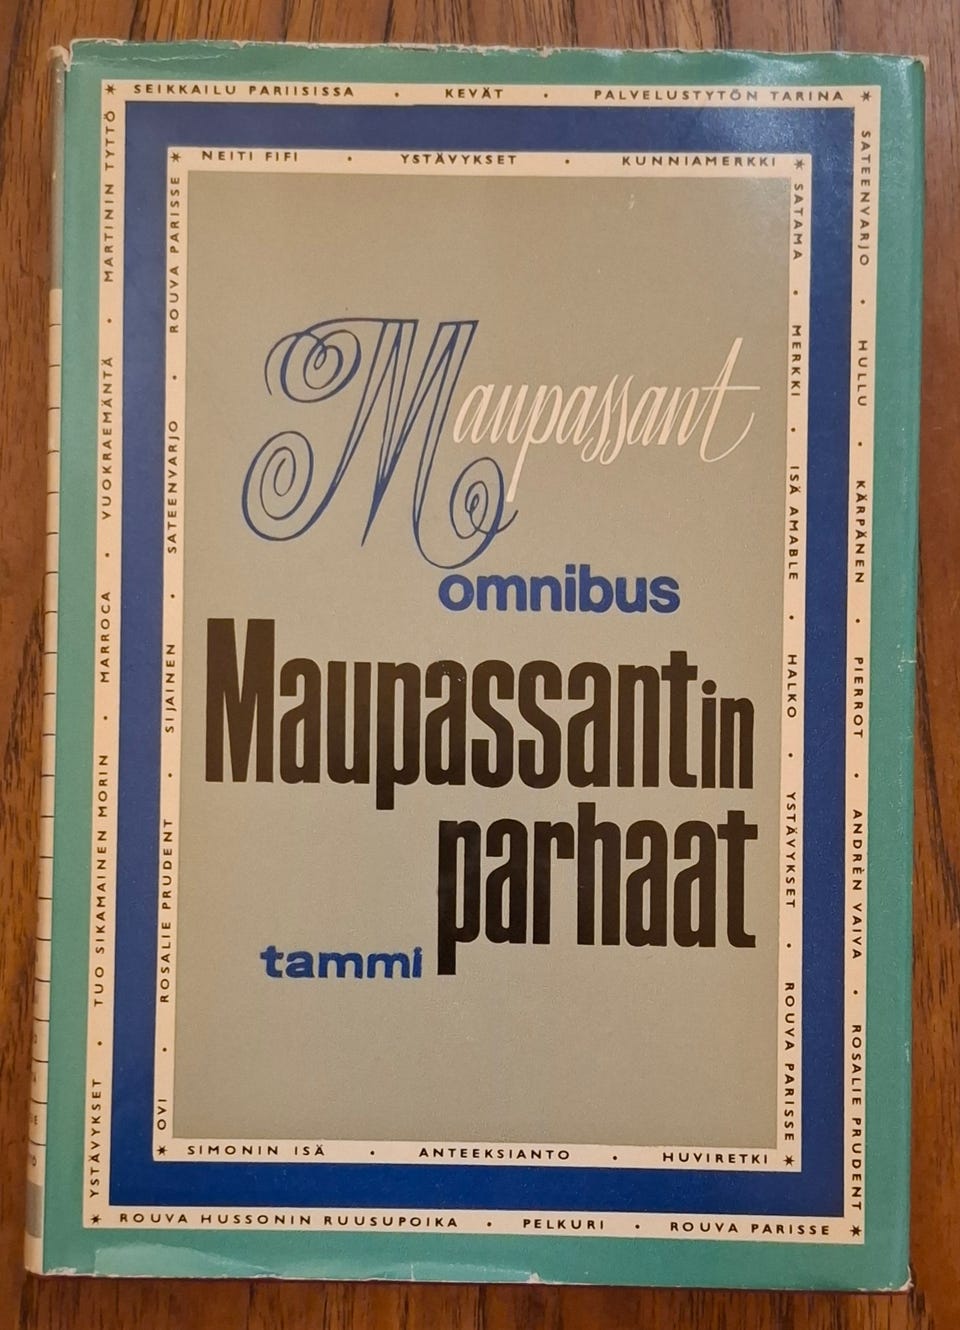 SEIKKAILU PARIISISSA • KEVÄT • PALVELUSTYTÖN TARINA
SATEENVARJO • HULLU • KÄRPÄNEN • PIERROT • ANDRÈN VAIVA • ROSALIE PRUDENT
ROUVA HUSSONIN RUUSUPOIKA • PELKURI • ROUVA PARISSE
YSTÄVYKSET • TUO SIKAMAINEN MORIN • MARROCA • VUOKRAEMÄNTÄ • MARTININ TYTTÖ
NEITI FIFI • YSTÄVYKSET • KUNNIAMERKKI
SATAMA • MERKKI • ISÄ AMABLE • HALKO • YSTÄVYKSET • ROUVA PARISSE
SIMONIN ISÄ • ANTEEKSIANTO • HUVIRETKI
OVI • ROSALIE PRUDENT • SIJAINEN • SATEENVARJO • ROUVA PARISSE
Maupassant
omnibus
Maupassantin
parhaat
tammi